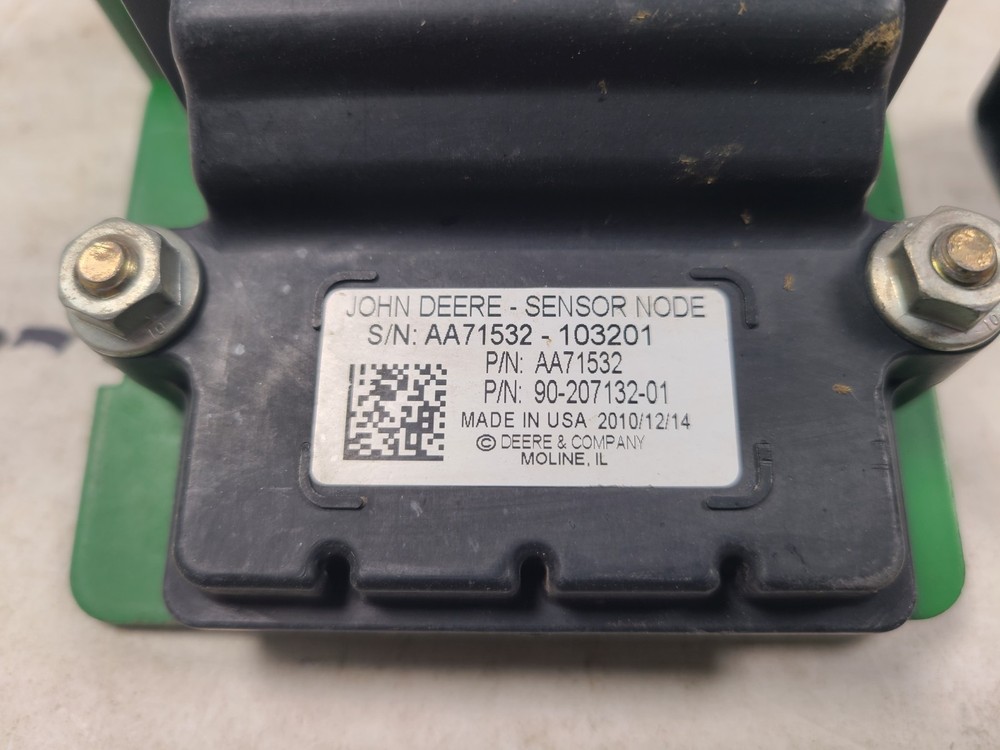 JOHN DEERE - SENSOR NODE
S/N: AA71532 - 103201
P/N: AA71532
P/N: 90-207132-01
MADE IN USA 2010/12/14
© DEERE & COMPANY
MOLINE, IL